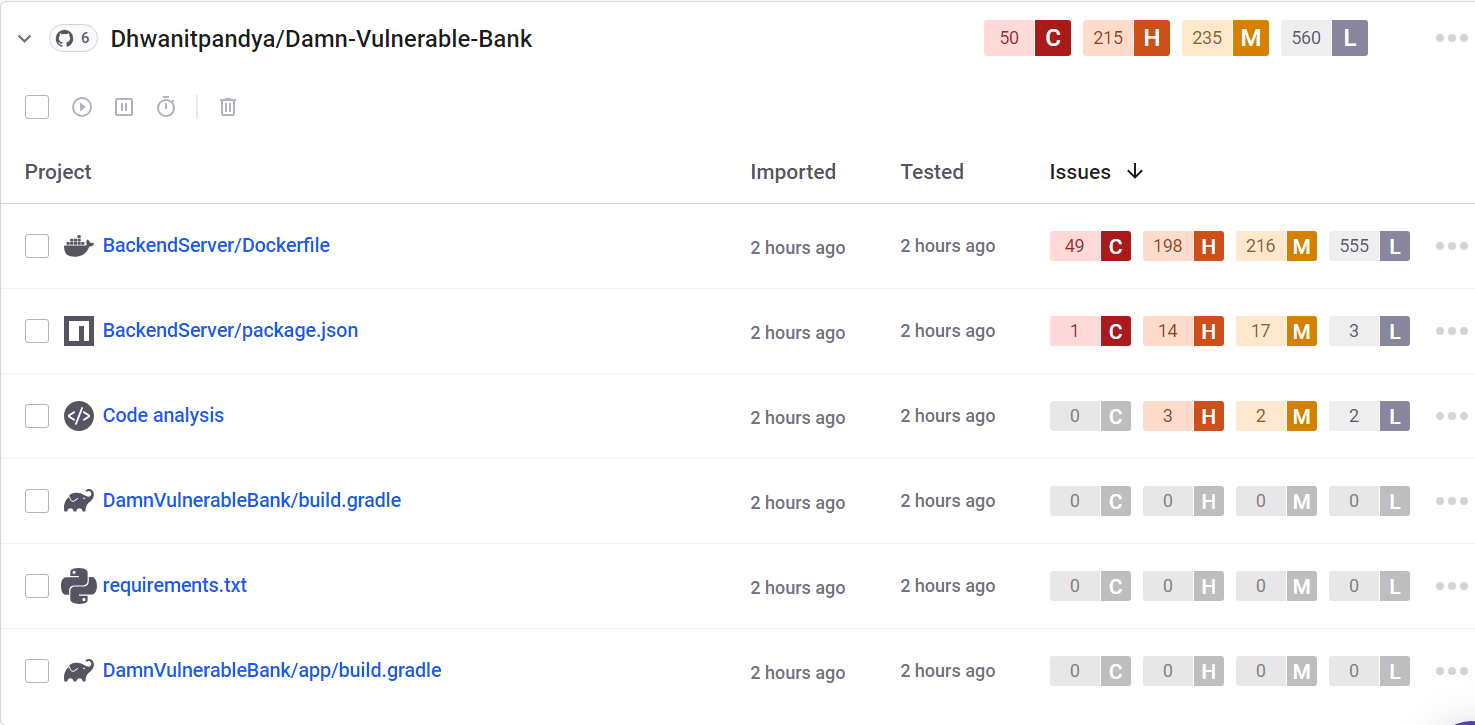 6 Dhwanitpandya/Damn-Vulnerable-Bank 50 C 215 H 235 M 560 L
Project Imported Tested Issues
BackendServer/Dockerfile 2 hours ago 2 hours ago 49 C 198 H 216 M 555 L
BackendServer/package.json 2 hours ago 2 hours ago 1 C 14 H 17 M 3 L
Code analysis 2 hours ago 2 hours ago 0 C 3 H 2 M 2 L
DamnVulnerableBank/build.gradle 2 hours ago 2 hours ago 0 C 0 H 0 M 0 L
requirements.txt 2 hours ago 2 hours ago 0 C 0 H 0 M 0 L
DamnVulnerableBank/app/build.gradle 2 hours ago 2 hours ago 0 C 0 H 0 M 0 L